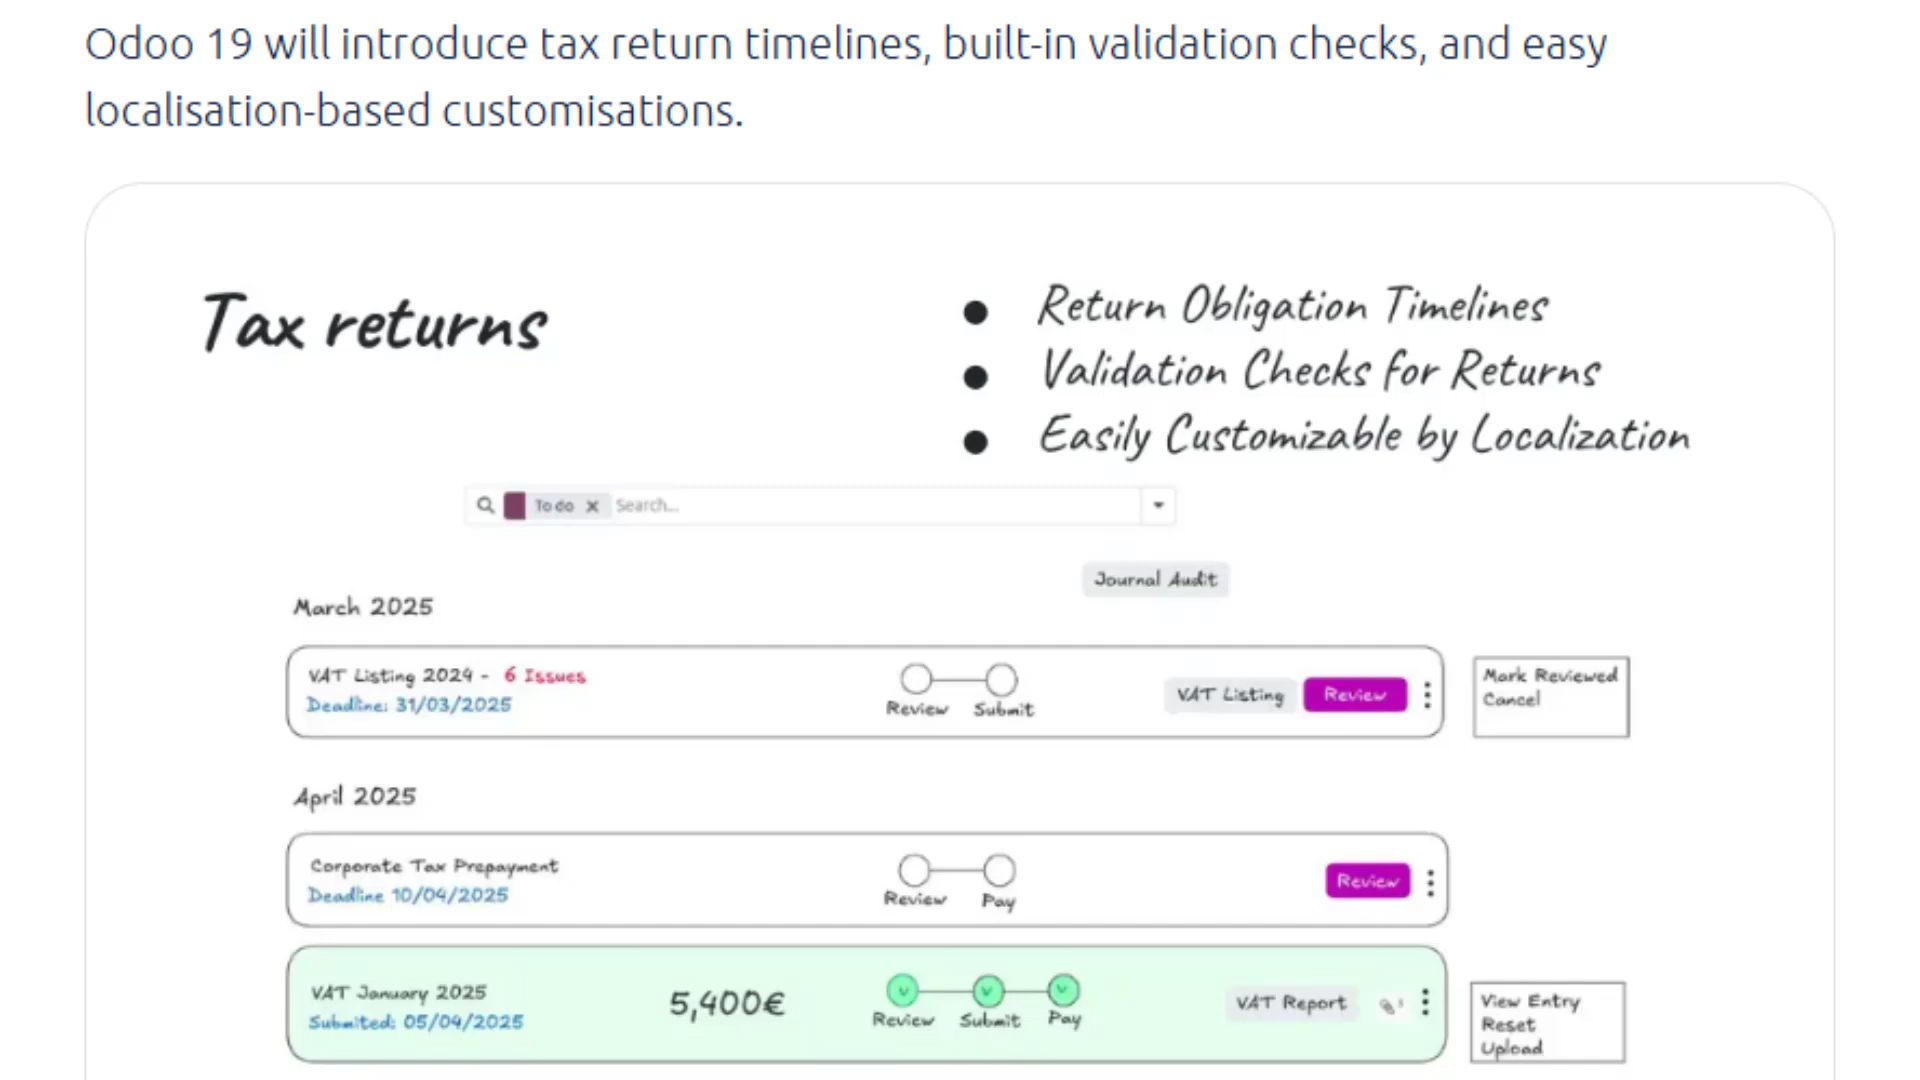 Odoo 19 will introduce tax return timelines, built-in validation checks, and easy
localisation-based customisations.
Tax returns
● Return Obligation Timelines
● Validation Checks for Returns
● Easily Customizable by Localization
To do × Search...
Journal Audit
March 2025
VAT Listing 2024 - 6 Issues
Deadline: 31/03/2025
Review Submit
VAT Listing Review
Mark Reviewed
Cancel
April 2025
Corporate Tax Prepayment
Deadline 10/04/2025
Review Pay
Review
VAT January 2025
Submited: 05/04/2025
5,400€
Review Submit Pay
VAT Report
View Entry
Reset
Upload